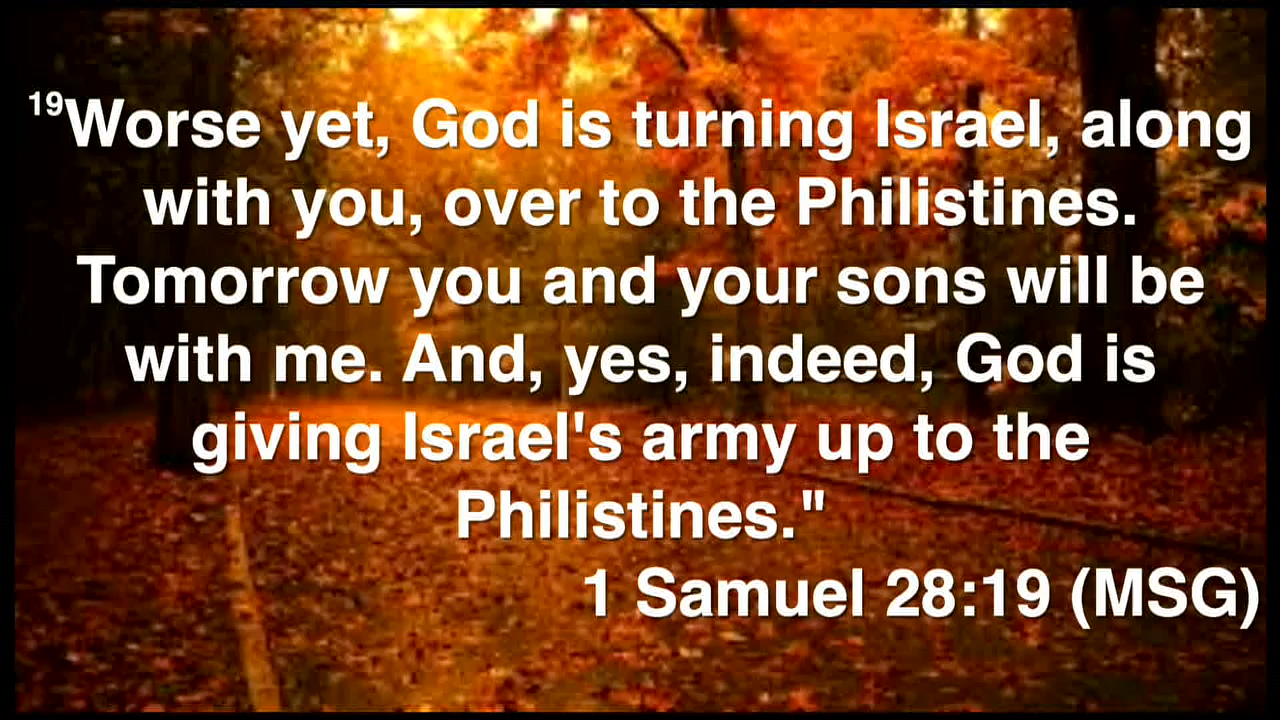 19Worse yet, God is turning Israel, along
with you, over to the Philistines.
Tomorrow you and your sons will be
with me. And, yes, indeed, God is
giving Israel's army up to the
Philistines."
1 Samuel 28:19 (MSG)